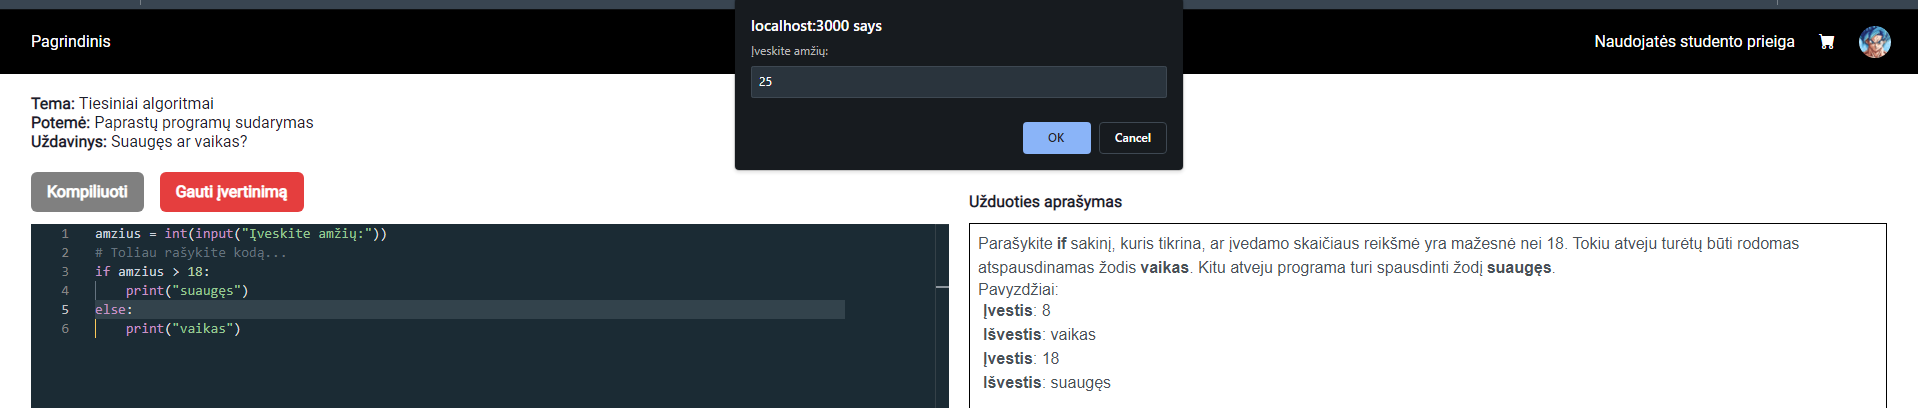 Pagrindinis
localhost:3000 says
Įveskite amžių:
25
OK
Cancel
Naudojatės studento prieiga
Tema: Tiesiniai algoritmai
Potemė: Paprastų programų sudarymas
Uždavinys: Suaugęs ar vaikas?
Kompiliuoti
Gauti įvertinimą
1 amzius = int(input("Įveskite amžių:"))
2 # Toliau rašykite kodą...
3 if amzius > 18:
4 print("suaugęs")
5 else:
6 print("vaikas")
Užduoties aprašymas
Parašykite if sakinį, kuris tikrina, ar įvedamo skaičiaus reikšmė yra mažesnė nei 18. Tokiu atveju turėtų būti rodomas
atspausdinamas žodis vaikas. Kitu atveju programa turi spausdinti žodį suaugęs.
Pavyzdžiai:
Įvestis: 8
Išvestis: vaikas
Įvestis: 18
Išvestis: suaugęs